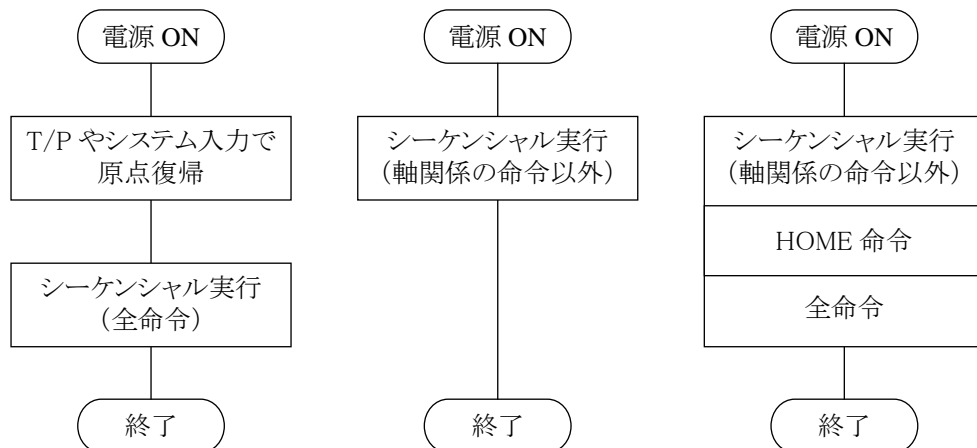 電源 ON
T/P やシステム入力で
原点復帰
シーケンシャル実行
（全命令）
終了
電源 ON
シーケンシャル実行
（軸関係の命令以外）
終了
電源 ON
シーケンシャル実行
（軸関係の命令以外）
HOME 命令
全命令
終了